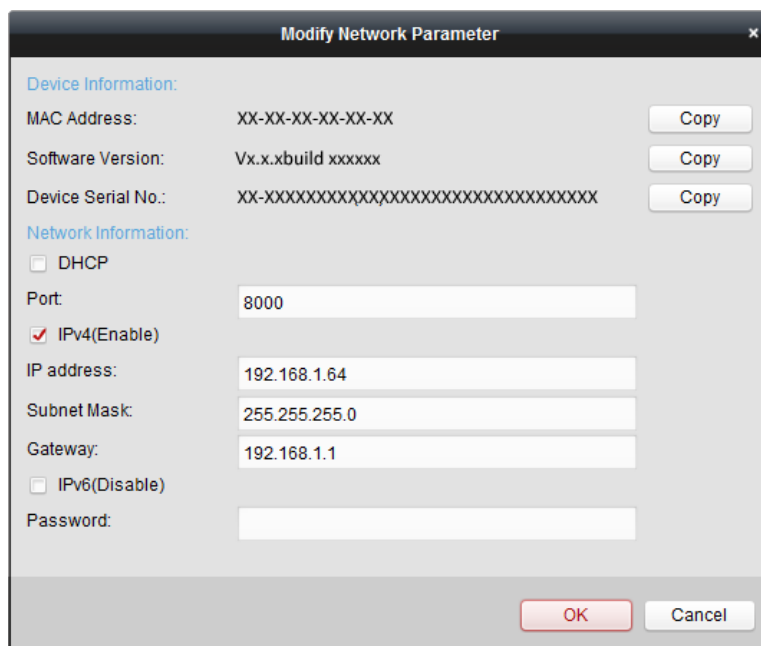 Modify Network Parameter
Device Information:
MAC Address: XX-XX-XX-XX-XX-XX Copy
Software Version: Vx.x.xbuild xxxxxx Copy
Device Serial No.: XX-XXXXXXXXXXXXXXXXXXXXXXXXXXXXXXXXX Copy
Network Information:
DHCP
Port: 8000
IPv4(Enable)
IP address: 192.168.1.64
Subnet Mask: 255.255.255.0
Gateway: 192.168.1.1
IPv6(Disable)
Password:
OK Cancel